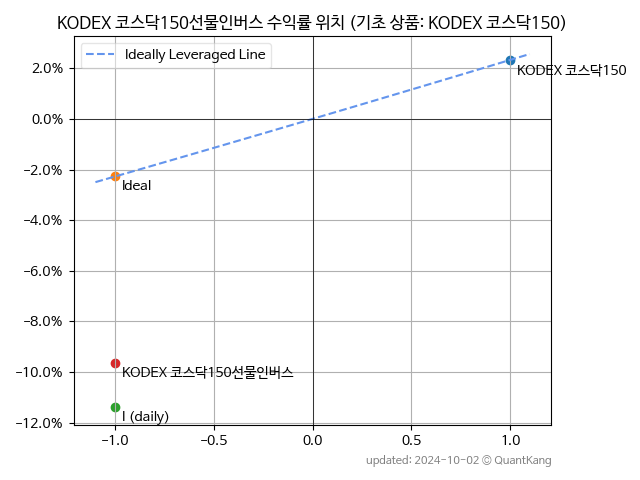 KODEX 코스닥150선물인버스 수익률 위치 (기초 상품: KODEX 코스닥150)
Ideally Leveraged Line
2.0%
KODEX 코스닥150
0.0%
−2.0%
Ideal
−4.0%
−6.0%
−8.0%
−10.0%
KODEX 코스닥150선물인버스
−12.0%
I (daily)
−1.0 −0.5 0.0 0.5 1.0
updated: 2024-10-02 © QuantKang